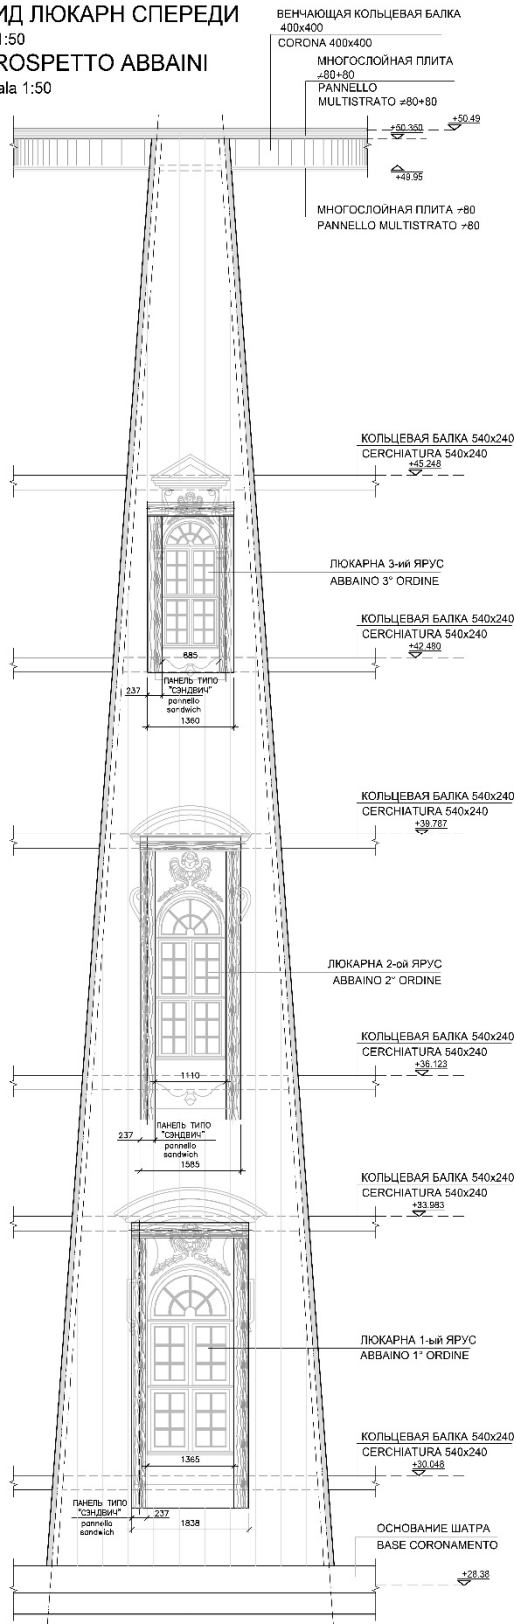 ИД ЛЮКАРН СПЕРЕДИ
1:50
ROSPETTO ABBAINI
ala 1:50
ВЕНЧАЮЩАЯ КОЛЬЦЕВАЯ БАЛКА
400x400
CORONA 400x400
МНОГОСЛОЙНАЯ ПЛИТА
≠80+80
PANNELLO
MULTISTRATO ≠80+80
+50.49
+50.350
+49.95
МНОГОСЛОЙНАЯ ПЛИТА ≠80
PANNELLO MULTISTRATO ≠80
КОЛЬЦЕВАЯ БАЛКА 540x240
CERCHIATURA 540x240
+45.248
ЛЮКАРНА 3-ий ЯРУС
ABBAINO 3° ORDINE
КОЛЬЦЕВАЯ БАЛКА 540x240
CERCHIATURA 540x240
+42.480
885
237
ПАНЕЛЬ ТИПО
"СЭНДВИЧ"
pannello
sandwich
1360
КОЛЬЦЕВАЯ БАЛКА 540x240
CERCHIATURA 540x240
+39.787
ЛЮКАРНА 2-ой ЯРУС
ABBAINO 2° ORDINE
КОЛЬЦЕВАЯ БАЛКА 540x240
CERCHIATURA 540x240
+36.123
1110
237
ПАНЕЛЬ ТИПО
"СЭНДВИЧ"
pannello
sandwich
1585
КОЛЬЦЕВАЯ БАЛКА 540x240
CERCHIATURA 540x240
+33.983
ЛЮКАРНА 1-ый ЯРУС
ABBAINO 1° ORDINE
КОЛЬЦЕВАЯ БАЛКА 540x240
CERCHIATURA 540x240
+30.048
1365
ПАНЕЛЬ ТИПО
"СЭНДВИЧ"
pannello
sandwich
237
1838
ОСНОВАНИЕ ШАТРА
BASE CORONAMENTO
+28.38